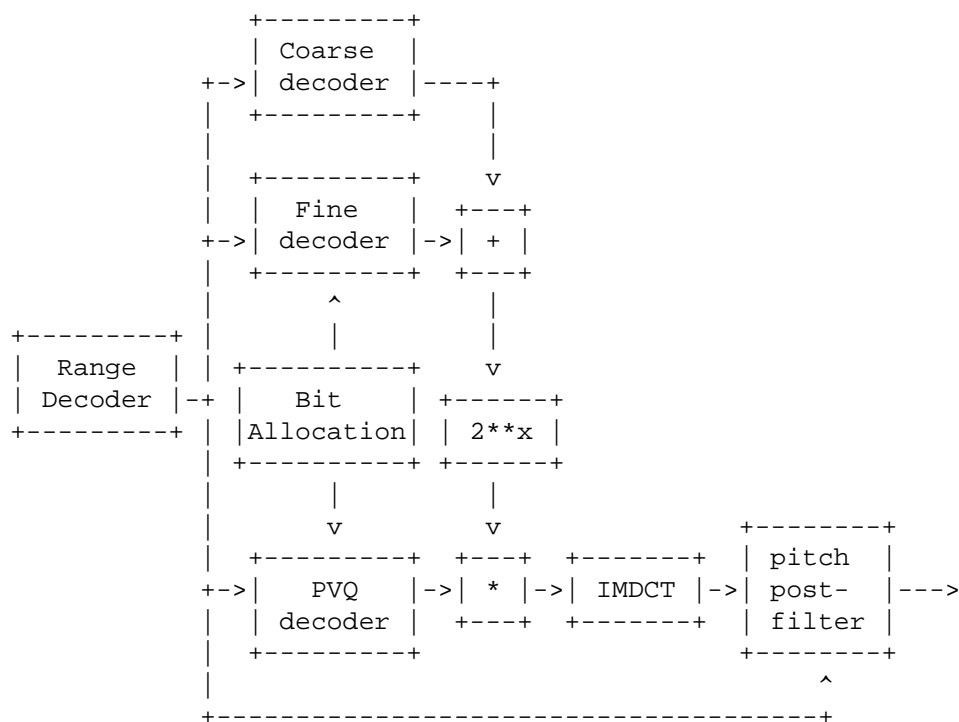 Coarse
decoder
Fine
decoder
+
Range
Decoder
Bit
Allocation
2**x
PVQ
decoder
*
IMDCT
pitch
post-
filter